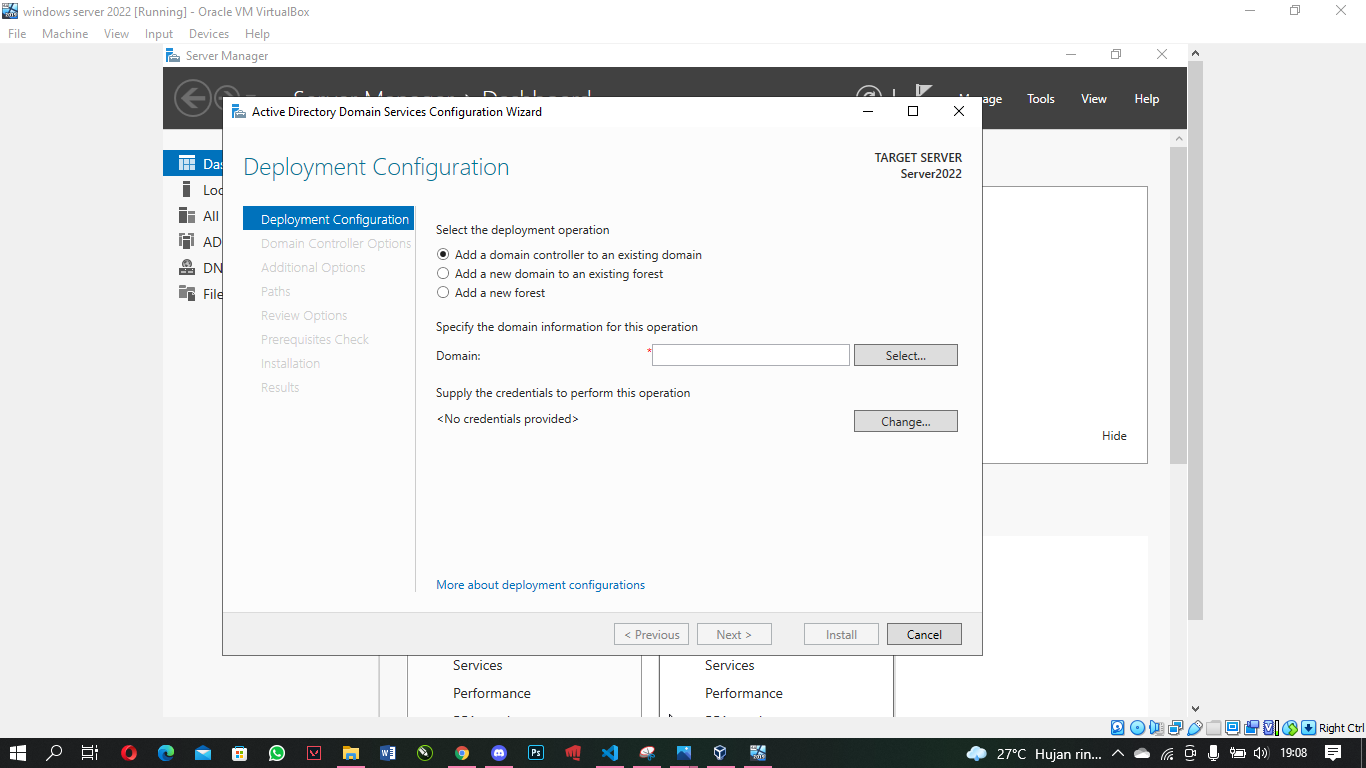 windows server 2022 [Running] - Oracle VM VirtualBox
File Machine View Input Devices Help
Server Manager
Tools View Help
Active Directory Domain Services Configuration Wizard
Deployment Configuration
TARGET SERVER
Server2022
Deployment Configuration
Domain Controller Options
Additional Options
Paths
Review Options
Prerequisites Check
Installation
Results
Select the deployment operation
Add a domain controller to an existing domain
Add a new domain to an existing forest
Add a new forest
Specify the domain information for this operation
Domain: * Select...
Supply the credentials to perform this operation
<No credentials provided> Change...
More about deployment configurations
< Previous Next > Install Cancel
Das
Loc
All
AD
DN
File
Hide
Services Services
Performance Performance
Right Ctrl
27°C Hujan rin... 19:08